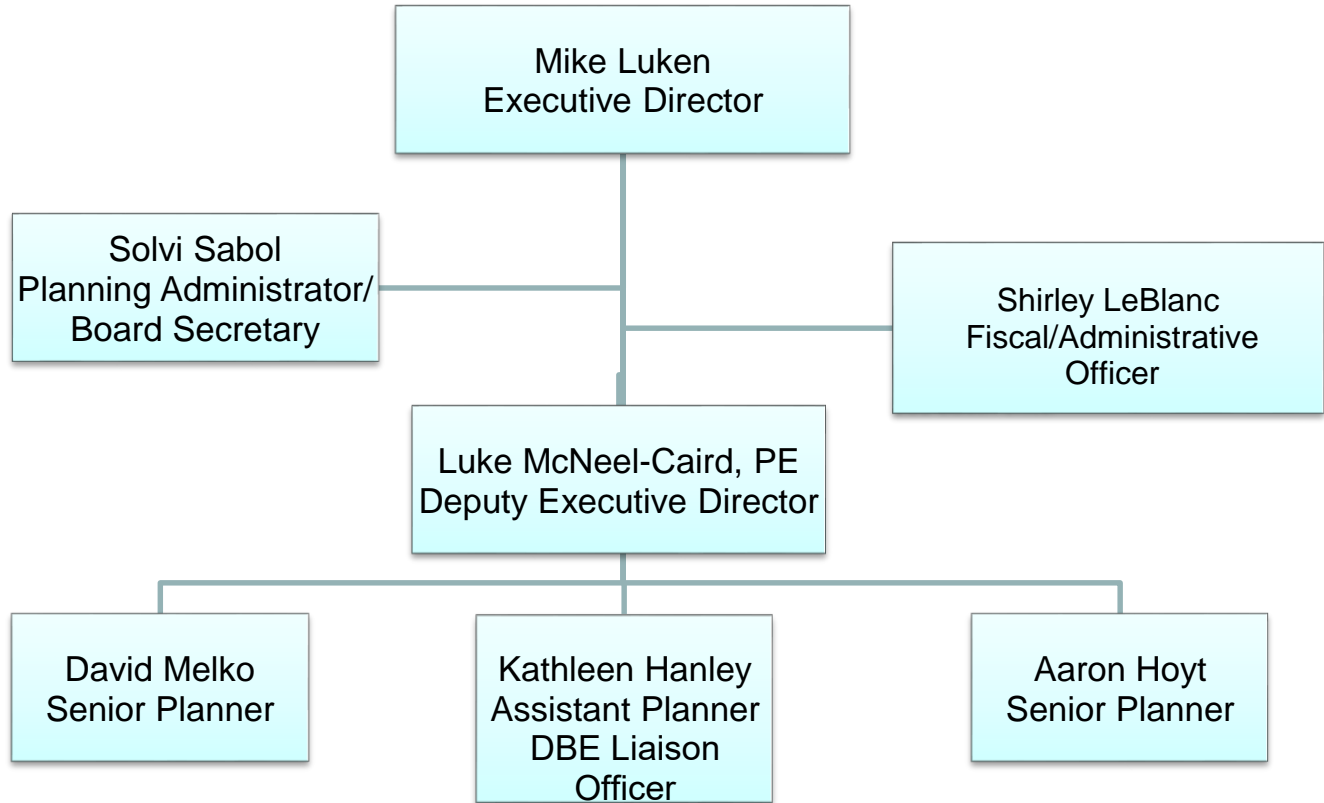 Mike Luken
Executive Director
Solvi Sabol
Planning Administrator/
Board Secretary
Shirley LeBlanc
Fiscal/Administrative
Officer
Luke McNeel-Caird, PE
Deputy Executive Director
David Melko
Senior Planner
Kathleen Hanley
Assistant Planner
DBE Liaison
Officer
Aaron Hoyt
Senior Planner